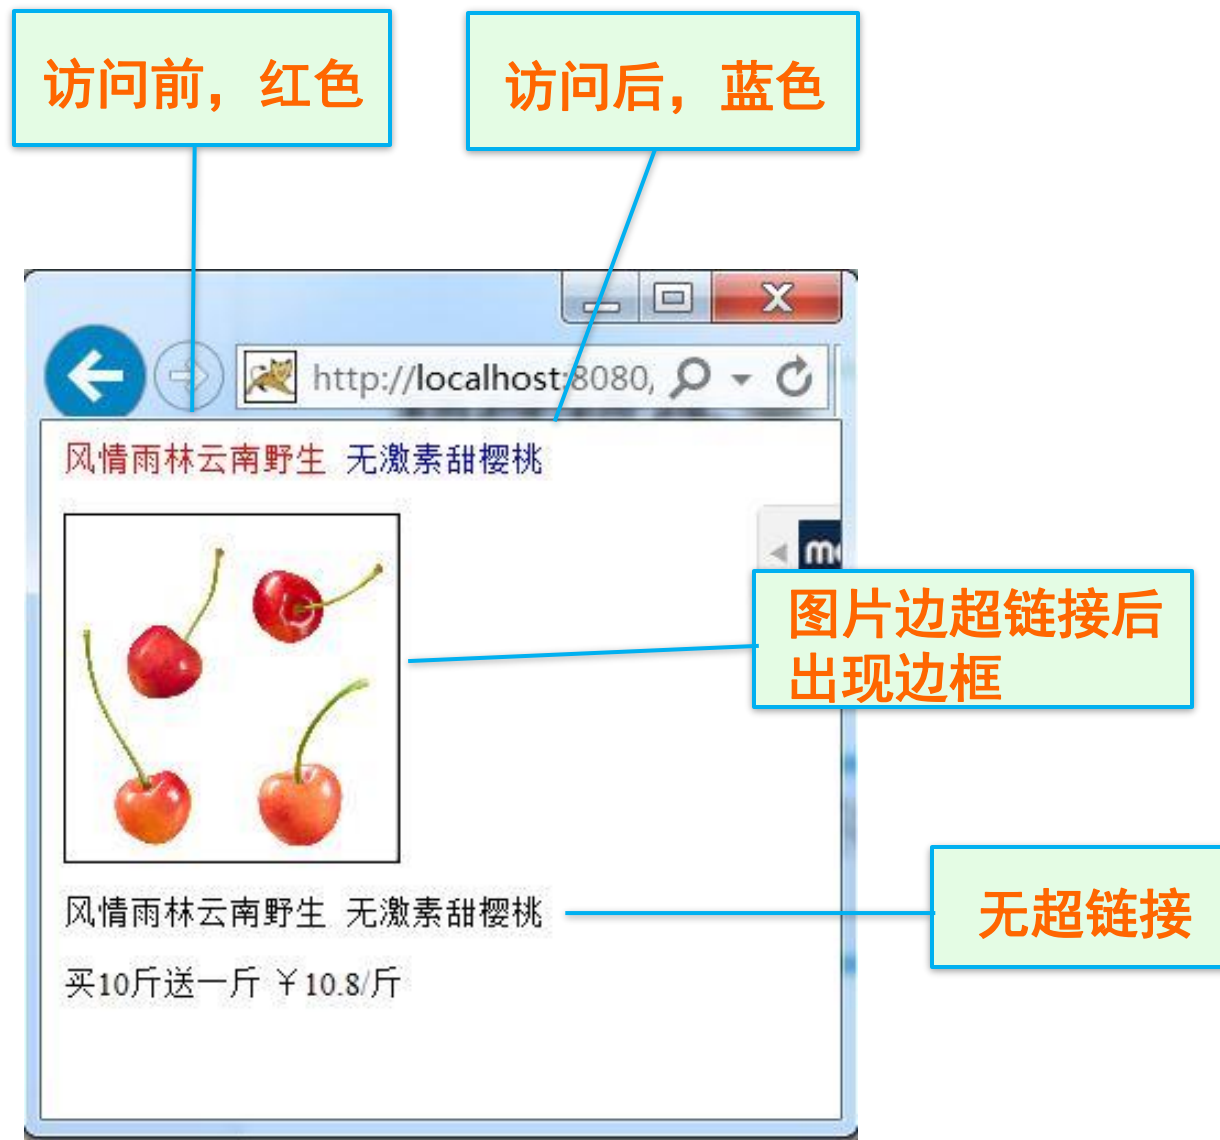 访问前，红色
访问后，蓝色
http://localhost:8080,
风情雨林云南野生 无激素甜樱桃
图片边超链接后
出现边框
风情雨林云南野生 无激素甜樱桃
无超链接
买10斤送一斤 ￥10.8/斤